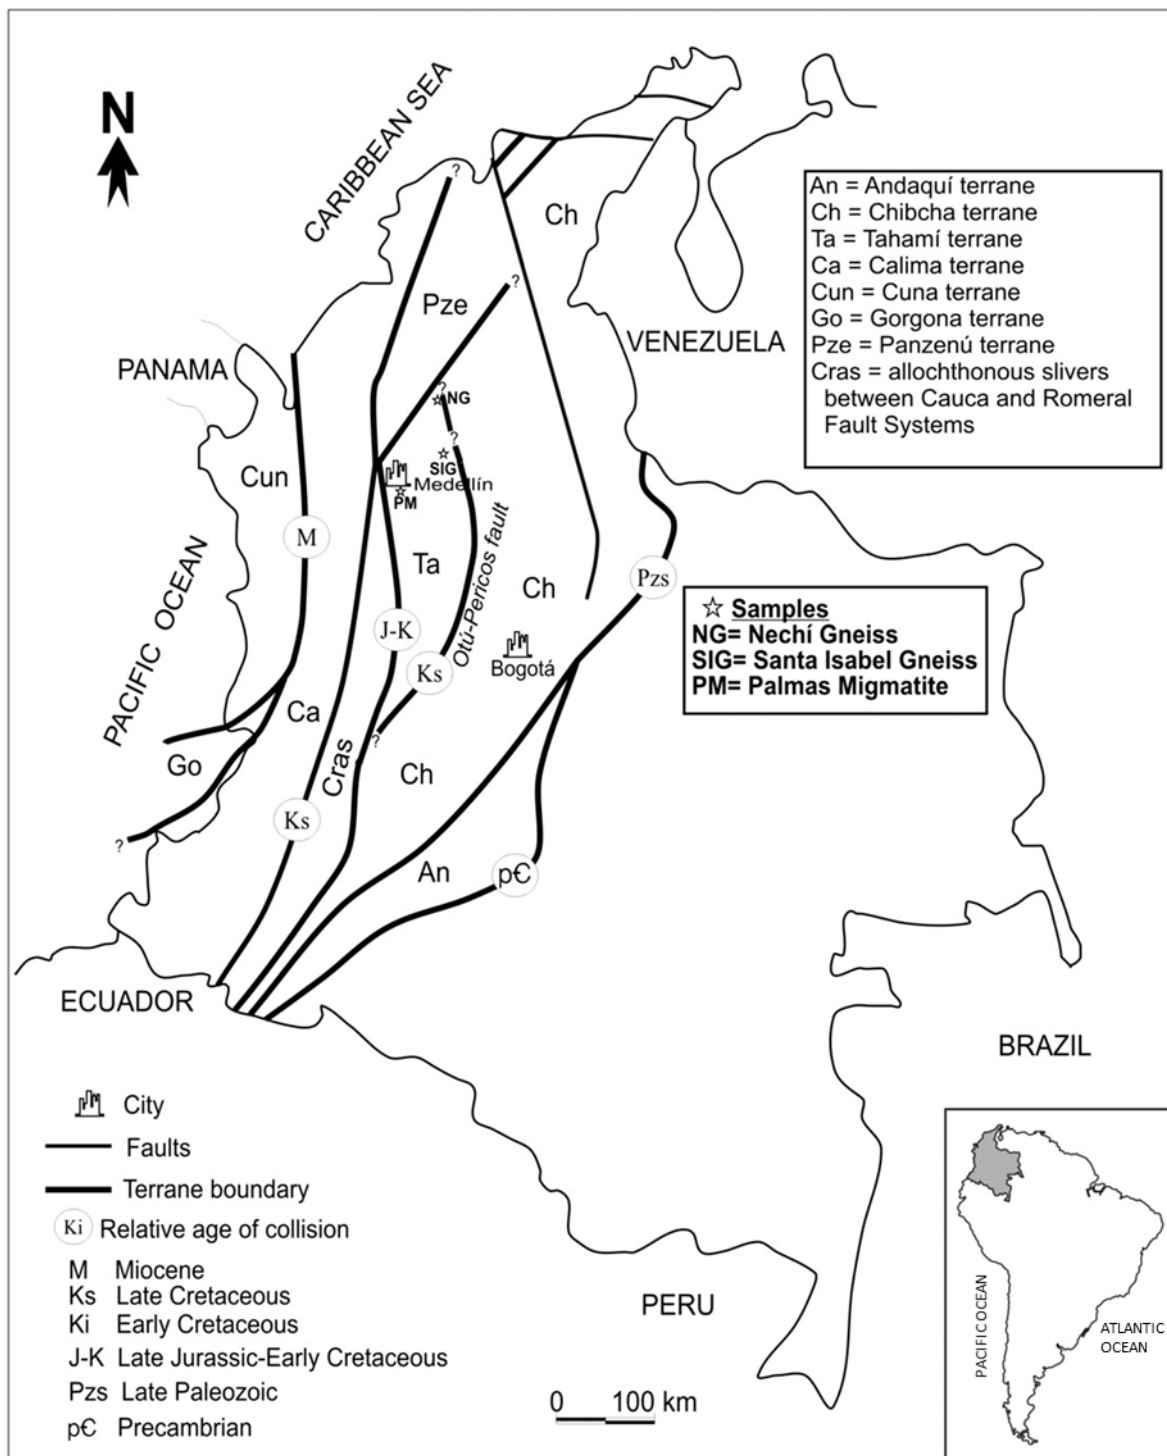 N
CARIBBEAN SEA
?
Ch
An = Andaquí terrane
Ch = Chibcha terrane
Ta = Tahamí terrane
Ca = Calima terrane
Cun = Cuna terrane
Go = Gorgona terrane
Pze = Panzenú terrane
Cras = allochthonous slivers
between Cauca and Romeral
Fault Systems
?
Pze
VENEZUELA
PANAMA
?
NG
?
SIG
Medellín
PM
Cun
M
PACIFIC OCEAN
Ta
Otú-Pericos fault
Ch
Pzs
J-K
Ks
Bogotá
Samples
NG= Nechí Gneiss
SIG= Santa Isabel Gneiss
PM= Palmas Migmatite
Ca
?
Go
Cras
Ch
Ks
?
An
p€
ECUADOR
BRAZIL
City
Faults
Terrane boundary
Ki Relative age of collision
M Miocene
Ks Late Cretaceous
Ki Early Cretaceous
J-K Late Jurassic-Early Cretaceous
Pzs Late Paleozoic
p€ Precambrian
PERU
0 100 km
PACIFIC OCEAN
ATLANTIC
OCEAN